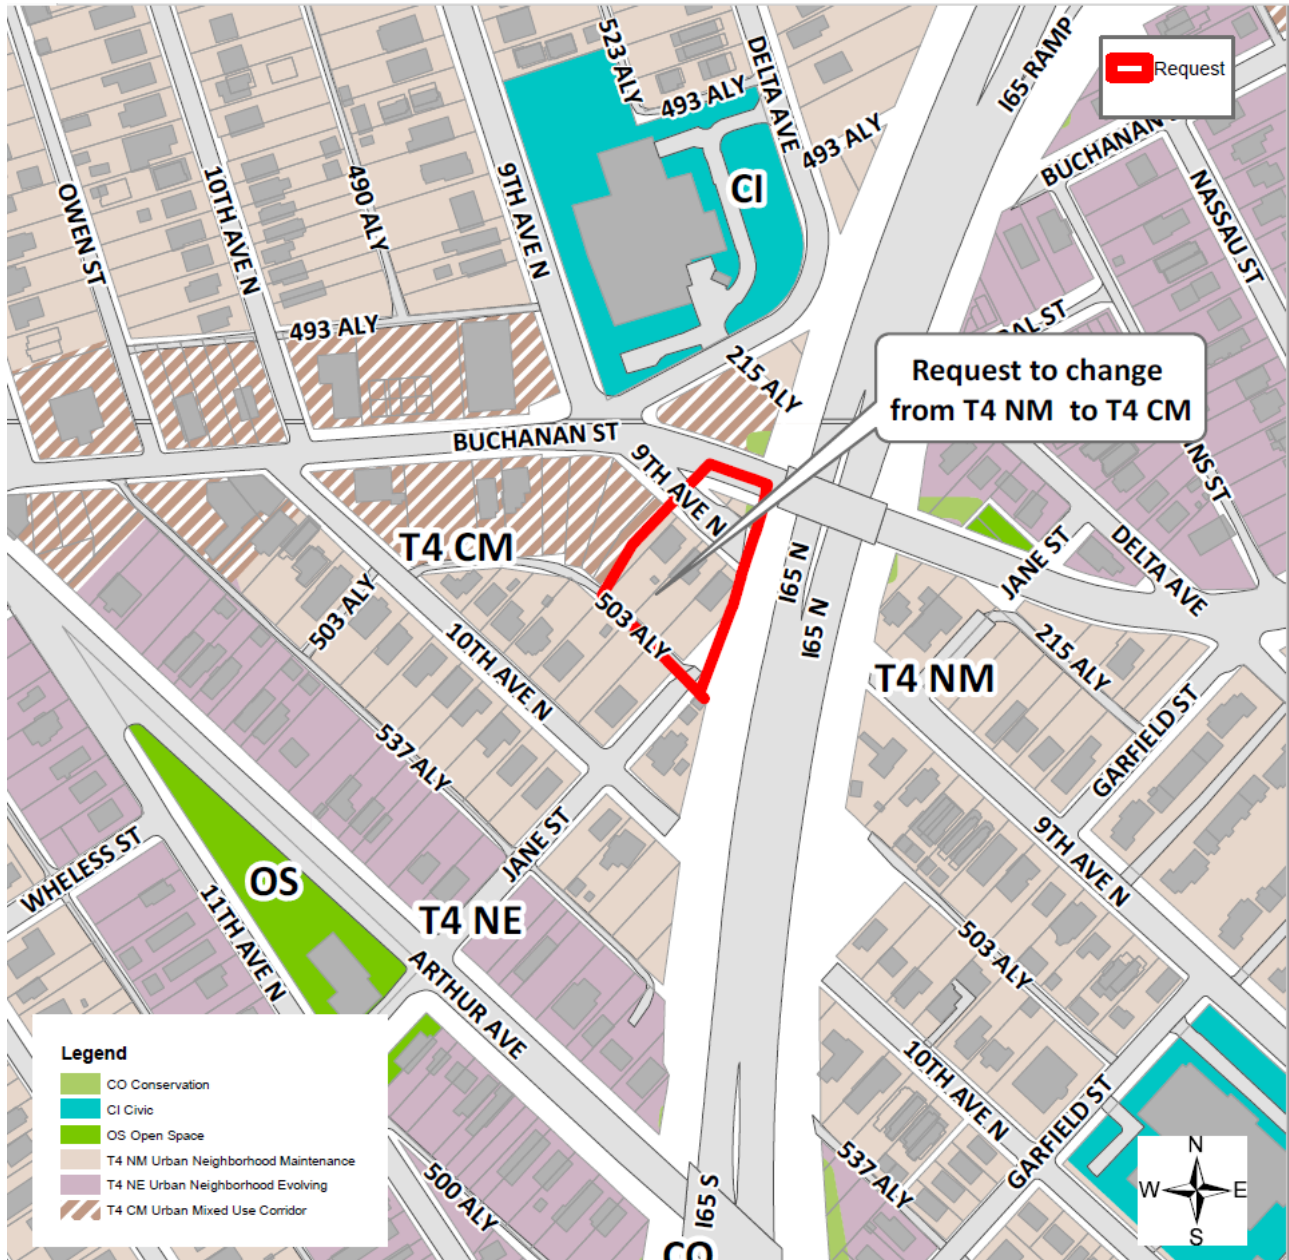 523 ALY
DELTA AVE
I65 RAMP
Request
493 ALY
493 ALY
BUCHANAN
OWEN ST
10TH AVE N
490 ALY
9TH AVE N
CI
NASSAU ST
493 ALY
215 ALY
Request to change
from T4 NM to T4 CM
BUCHANAN ST
9TH AVE N
T4 CM
503 ALY
503 ALY
10TH AVE N
I65 N
I65 N
JANE ST
DELTA AVE
215 ALY
T4 NM
GARFIELD ST
537 ALY
JANE ST
WHELESS ST
OS
11TH AVE N
T4 NE
ARTHUR AVE
9TH AVE N
503 ALY
10TH AVE N
GARFIELD ST
537 ALY
500 ALY
I65 S
CO
Legend
CO Conservation
CI Civic
OS Open Space
T4 NM Urban Neighborhood Maintenance
T4 NE Urban Neighborhood Evolving
T4 CM Urban Mixed Use Corridor
N
W E
S